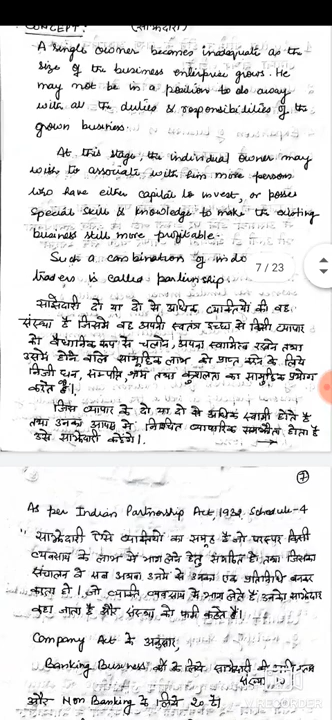 CONCEPT: (साझेदारी)
A single owner becomes inadequate as the
size of the business enterprise grows. He
may not be in a position to do away
with all the duties & responsibilities of the
grown business.
At this stage, the individual owner may
wish to associate with him more persons
who have either capital to invest, or posses
special skill & knowledge to make the existing
business still more profitable.
Such a combination of indo
traders is called partnership
7 / 23
साझेदारी दो या दो से अधिक व्यक्तियों की वह
संस्था है जिसमें वह अपनी स्वतंत्र इच्छा से किसी व्यापार
को वैधानिक रूप से चलाने, अपना स्वामित्व रखने तथा
उसमें होने वाले सामूहिक लाभ को प्राप्त करने के लिये
निजी धन, सम्पत्ति, श्रम तथा कुशलता का सामूहिक प्रयोग
करते हैं।
जिस व्यापार के दो या दो से अधिक स्वामी होते हैं
तथा उनका आपस में निश्चित व्यापारिक समझौता होता है
उसे साझेदारी कहेंगे।
7
As per Indian Partnership Act, 1932, Schedule-4
"साझेदारी ऐसे व्यक्तियों का समूह है जो परस्पर किसी
व्यवसाय के लाभ में भाग लेने हेतु संगठित है, तथा जिसका
संचालन वे सब अथवा उनमें से उनका एक प्रतिनिधि बनकर
करता हो। जो व्यक्ति व्यवसाय में भाग लेते हैं उनको साझेदार
कहा जाता है और संस्था को फर्म कहते हैं।
Company Act के अनुसार,
Banking Business के लिये साझेदारी की
संख्या 10
और Non Banking के लिये 20 है।